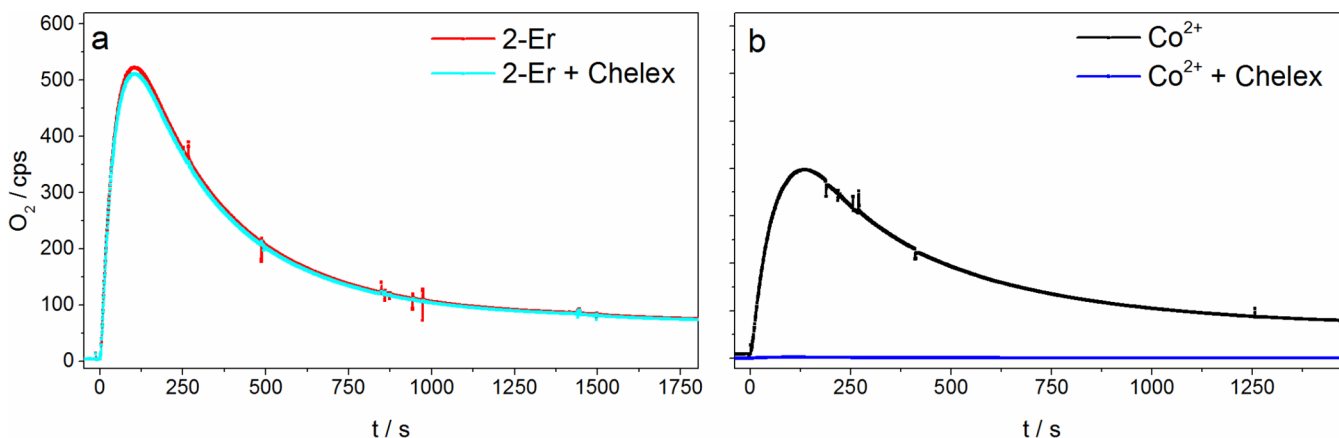 a
2-Er
2-Er + Chelex
600
500
400
300
200
100
0
O₂ / cps
0 250 500 750 1000 1250 1500 1750
t / s
b
Co²⁺
Co²⁺ + Chelex
0 250 500 750 1000 1250
t / s